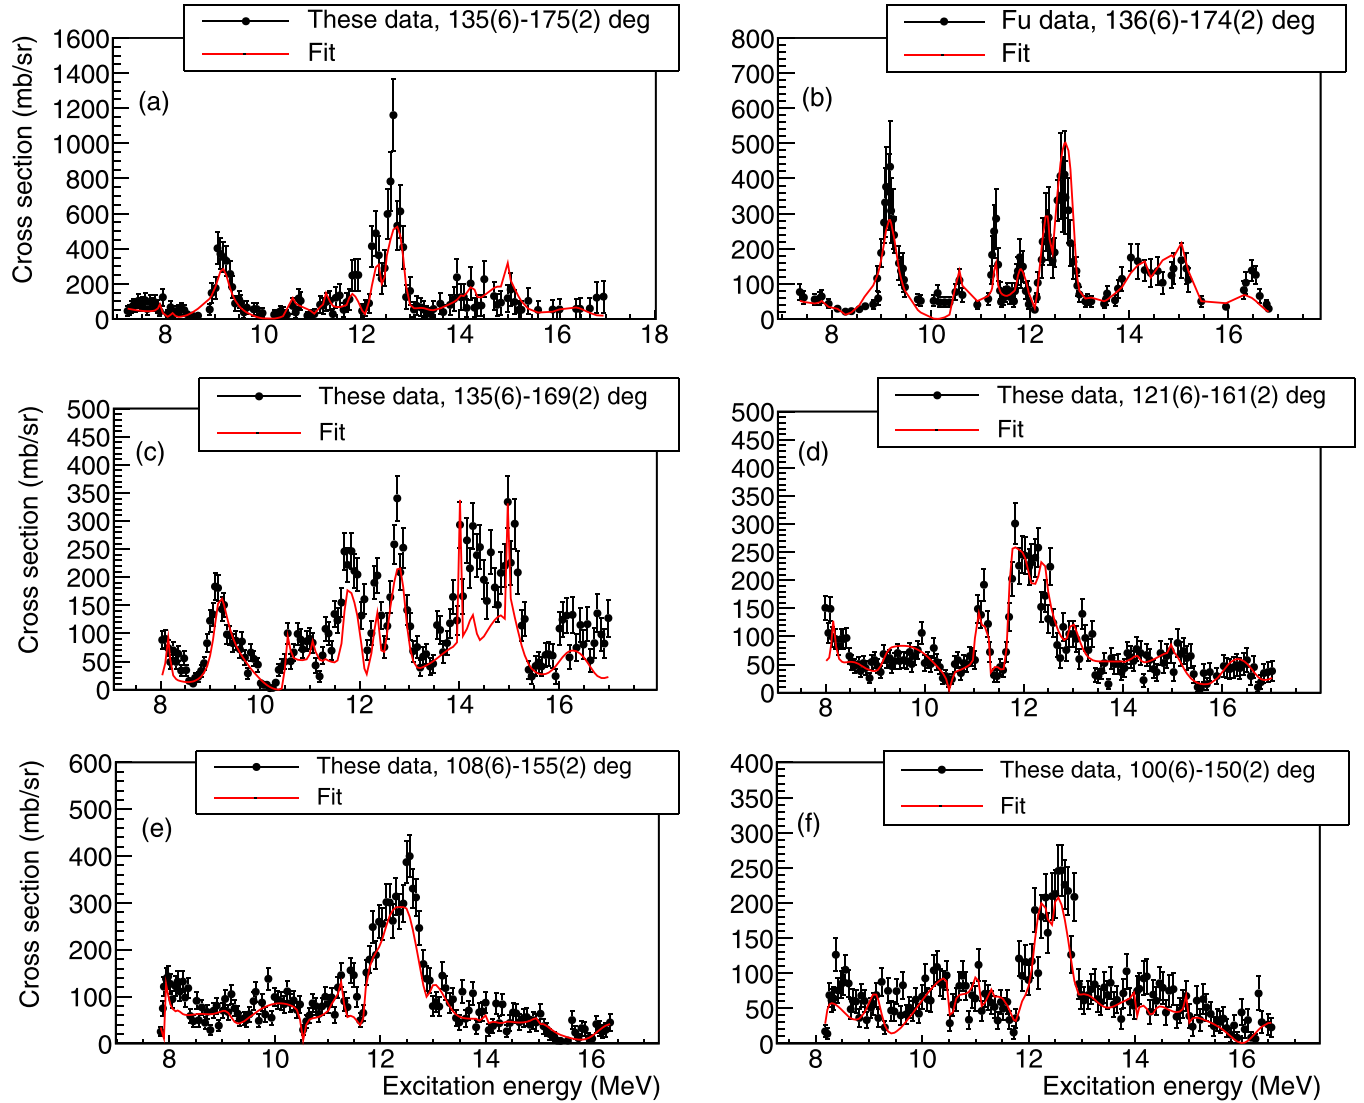 These data, 135(6)-175(2) deg
Fit
Cross section (mb/sr)
1600
1400
1200
1000
800
600
400
200
0
(a)
8 10 12 14 16 18
Fu data, 136(6)-174(2) deg
Fit
Cross section (mb/sr)
800
700
600
500
400
300
200
100
0
(b)
8 10 12 14 16
These data, 135(6)-169(2) deg
Fit
Cross section (mb/sr)
500
450
400
350
300
250
200
150
100
50
0
(c)
8 10 12 14 16
These data, 121(6)-161(2) deg
Fit
500
450
400
350
300
250
200
150
100
50
0
(d)
8 10 12 14 16
These data, 108(6)-155(2) deg
Fit
Cross section (mb/sr)
600
500
400
300
200
100
0
(e)
8 10 12 14 16
Excitation energy (MeV)
These data, 100(6)-150(2) deg
Fit
400
350
300
250
200
150
100
50
0
(f)
8 10 12 14 16
Excitation energy (MeV)